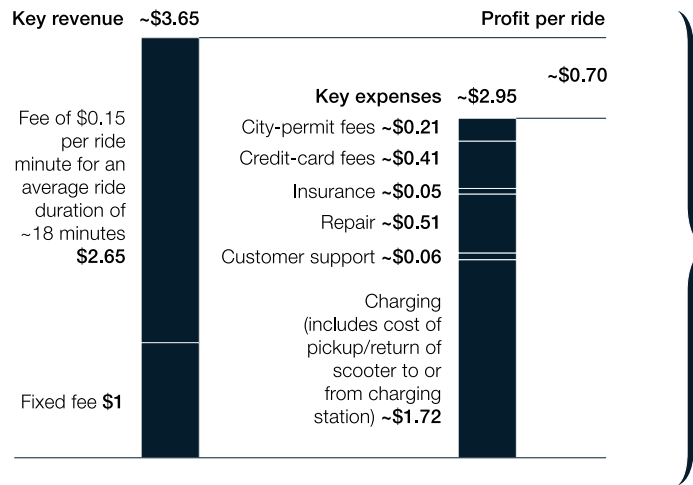 Key revenue ~$3.65
Profit per ride
~$0.70
Key expenses ~$2.95
Fee of $0.15
per ride
minute for an
average ride
duration of
~18 minutes
$2.65
Fixed fee $1
City-permit fees ~$0.21
Credit-card fees ~$0.41
Insurance ~$0.05
Repair ~$0.51
Customer support ~$0.06
Charging
(includes cost of
pickup/return of
scooter to or
from charging
station) ~$1.72